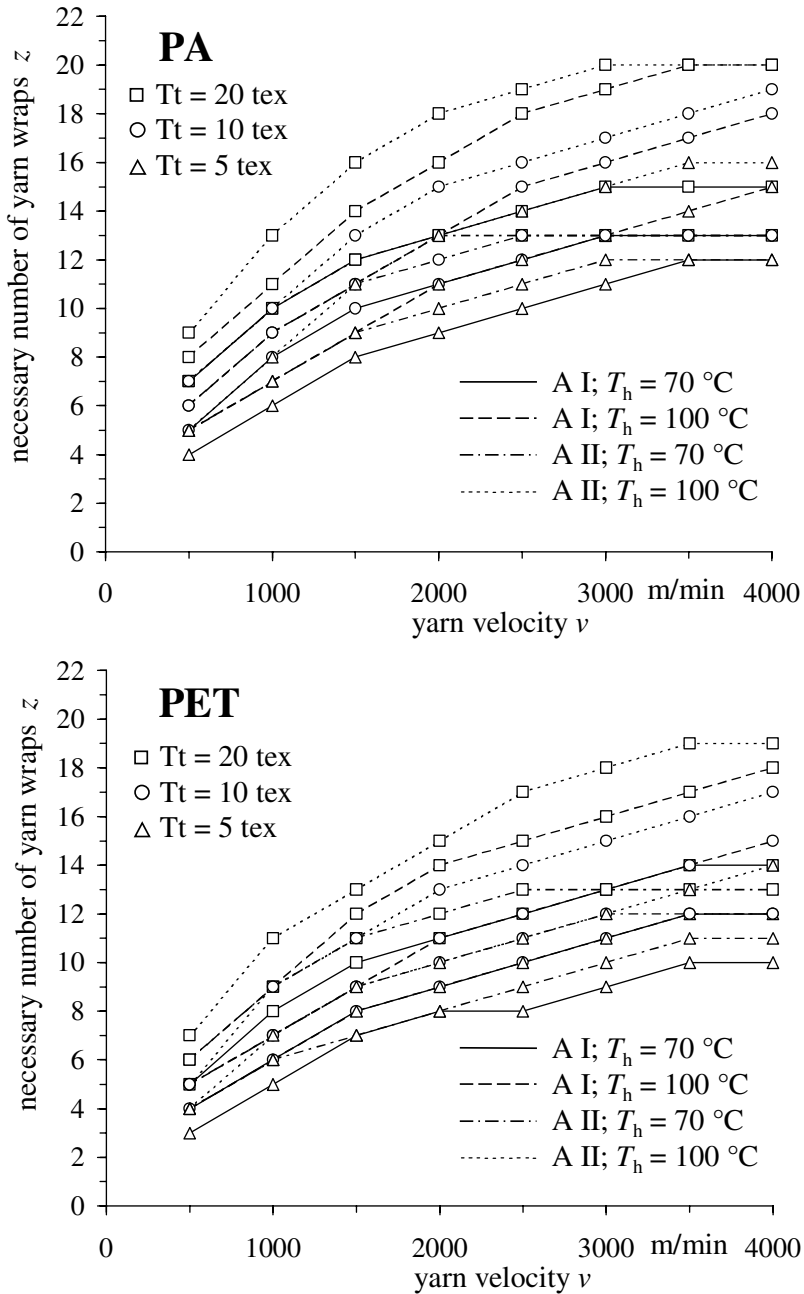 22
20
18
16
14
12
10
8
6
4
2
0
necessary number of yarn wraps z
PA
Tt = 20 tex
Tt = 10 tex
Tt = 5 tex
A I; Th = 70 °C
A I; Th = 100 °C
A II; Th = 70 °C
A II; Th = 100 °C
0 1000 2000 3000 m/min 4000
yarn velocity v
22
20
18
16
14
12
10
8
6
4
2
0
necessary number of yarn wraps z
PET
Tt = 20 tex
Tt = 10 tex
Tt = 5 tex
A I; Th = 70 °C
A I; Th = 100 °C
A II; Th = 70 °C
A II; Th = 100 °C
0 1000 2000 3000 m/min 4000
yarn velocity v